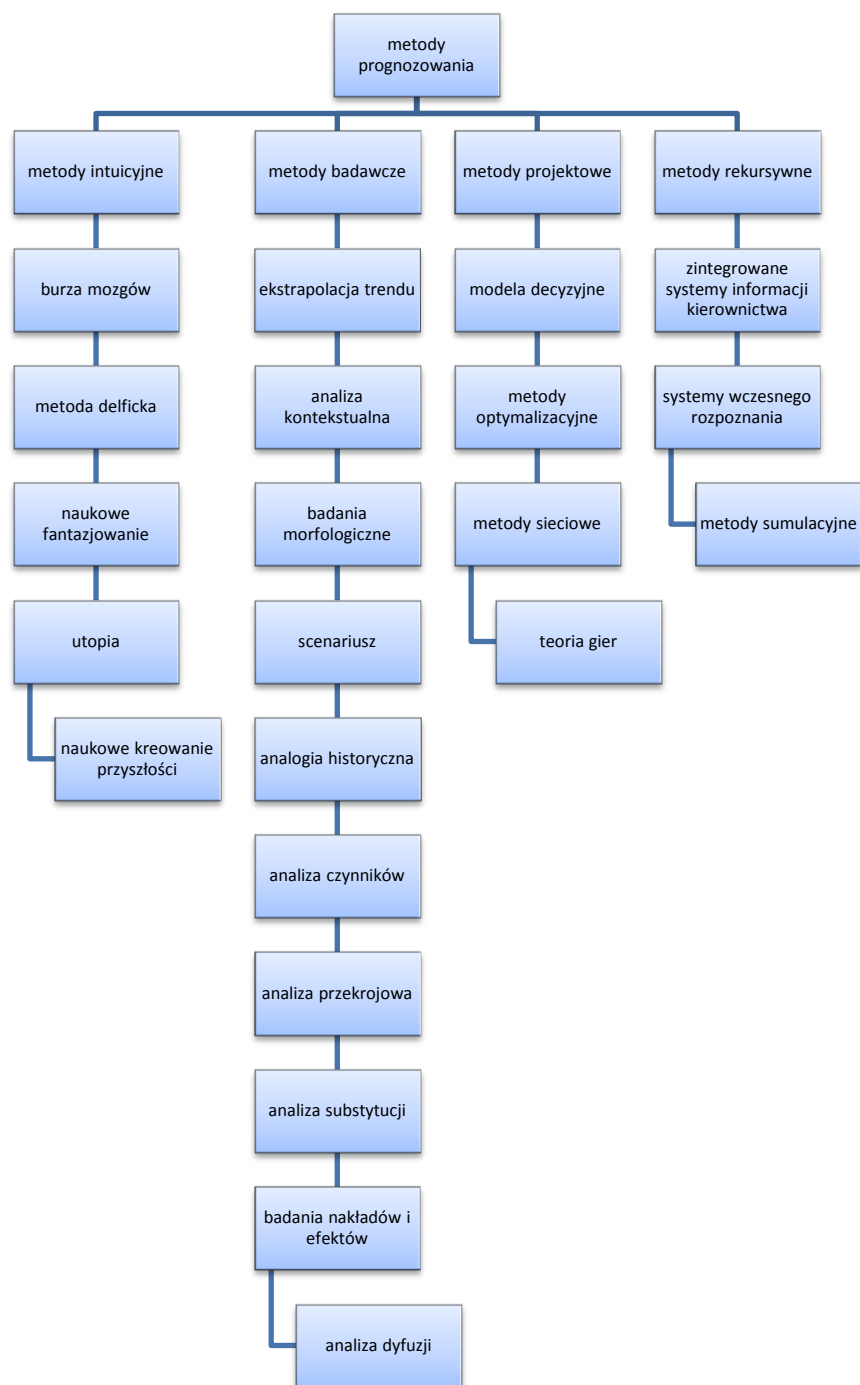 metody
prognozowania
metody intuicyjne
burza mozgów
metoda delficka
naukowe
fantazjowanie
utopia
naukowe kreowanie
przyszłości
metody badawcze
ekstrapolacja trendu
analiza
kontekstualna
badania
morfologiczne
scenariusz
analogia historyczna
analiza czynników
analiza przekrojowa
analiza substytucji
badania nakładów i
efektów
analiza dyfuzji
metody projektowe
modela decyzyjne
metody
optymalizacyjne
metody sieciowe
teoria gier
metody rekursywne
zintegrowane
systemy informacji
kierownictwa
systemy wczesnego
rozpoznania
metody sumulacyjne